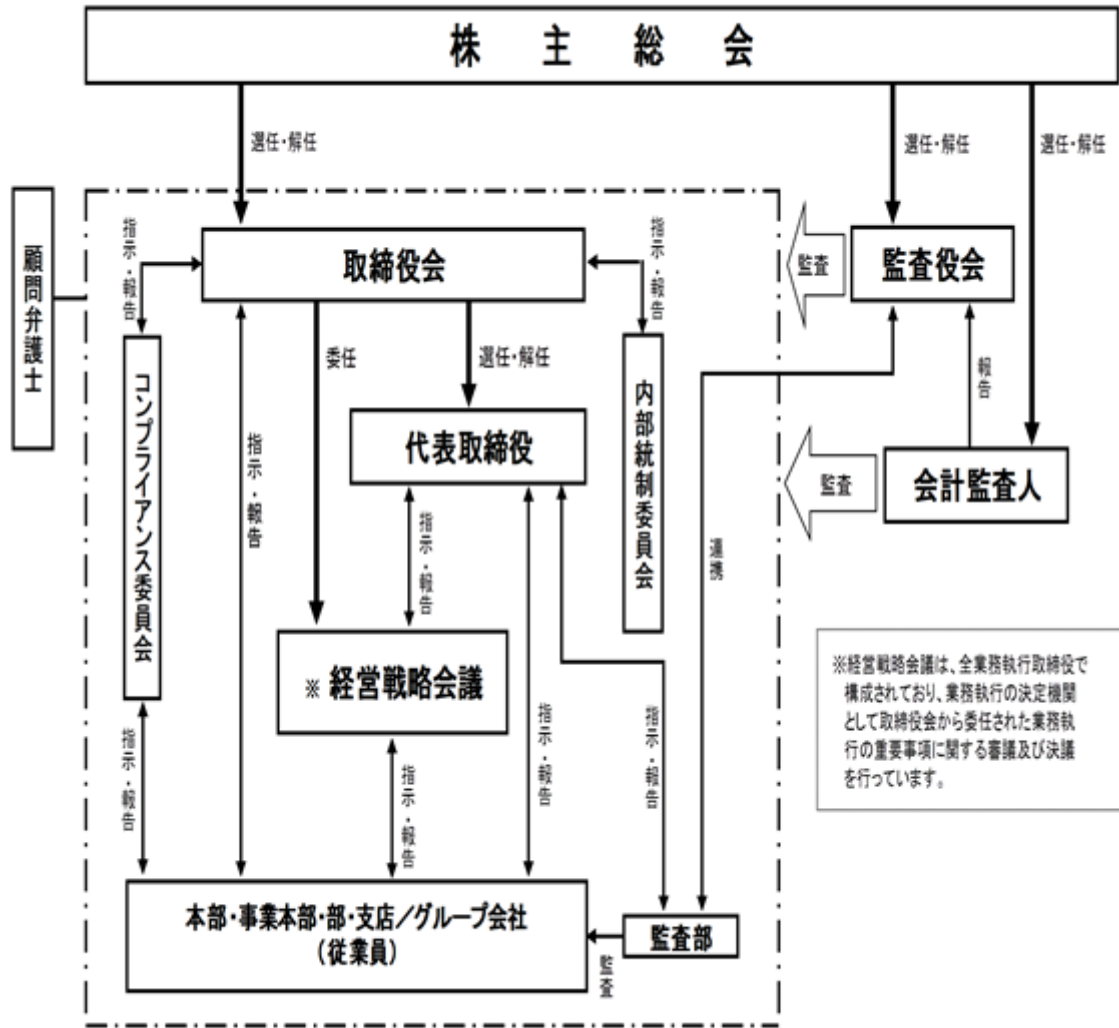 株主総会
選任・解任
選任・解任
選任・解任
顧問弁護士
指示・報告
取締役会
指示・報告
監査
監査役会
コンプライアンス委員会
委任
選任・解任
内部統制委員会
報告
代表取締役
指示・報告
監査
会計監査人
指示・報告
連携
※ 経営戦略会議
指示・報告
指示・報告
指示・報告
指示・報告
※経営戦略会議は、全業務執行取締役で
構成されており、業務執行の決定機関
として取締役会から委任された業務執
行の重要事項に関する審議及び決議
を行っています。
本部・事業本部・部・支店／グループ会社
（従業員）
監査
監査部